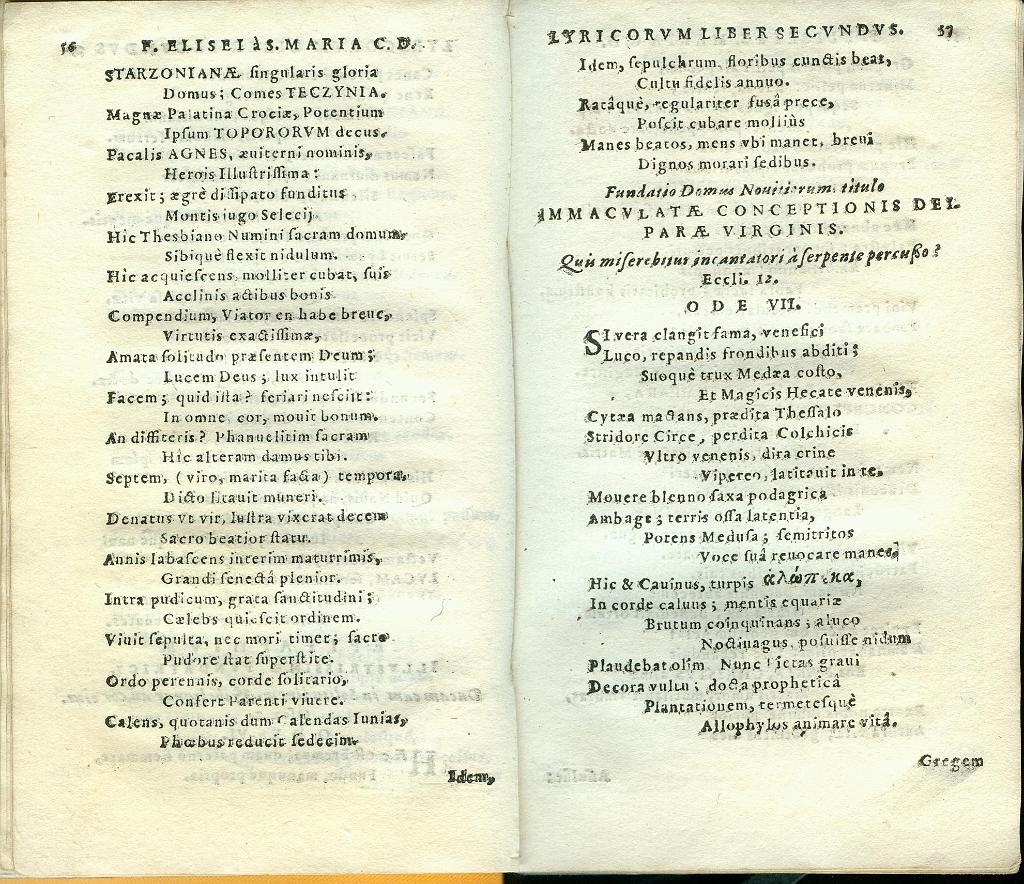 56 F. ELISEI à S. MARIA C. D.
STARZONIANÆ singularis gloria
Domus; Comes TECZYNIA.
Magnæ Palatina Crociæ, Potentium
Ipsum TOPORORVM decus.
Pacalis AGNES, æuiterni nominis,
Herois Illustrissima:
Erexit; ægrè dissipato funditus
Montis iugo Selecij.
Hic Thesbiano Numini sacram domum,
Sibiquè flexit nidulum.
Hic acquiescens, molliter cubat, suis
Acclinis actibus bonis.
Compendium, Viator en habe breue,
Virtutis exactissimæ,
Amata solitudo præsentem Deum;
Lucem Deus; lux intulit
Facem; quid ista? feriari nescit:
In omne cor, mouit bonum.
An diffiteris? Phanuelitim sacram
Hic alteram damus tibi.
Septem, (viro, marita facta) tempora,
Dicto litauit muneri.
Denatus vt vir, lustra vixerat decem
Sacro beatior statu.
Annis labascens interim maturrimis,
Grandi senectâ plenior.
Intra pudicum, grata sanctitudini;
Cælebs quiescit ordinem.
Viuit sepulta, nec mori timet; sacro
Pudore stat superstite.
Ordo perennis, corde solitario,
Confert Parenti viuere.
Calens, quotanis dum Calendas Iunias,
Phœbus reducit sedecim.
Idem,
LYRICORVM LIBER SECVNDVS. 57
Idem, sepulchrum floribus cunctis beat,
Cultu fidelis annuo.
Ratâquè, regulariter fusâ prece,
Poscit cubare molliùs
Manes beatos, mens vbi manet, breui
Dignos morari sedibus.
Fundatio Domus Nouitiorum, titulo
IMMACVLATÆ CONCEPTIONIS DEI-
PARÆ VIRGINIS.
Quis miserebitur incantatori à serpente percusso?
Eccli. 12.
ODE VII.
SI vera clangit fama, venefici
Luco, repandis frondibus abditi;
Suoquè trux Medæa costo,
Et Magicis Hecate venenis,
Cytæa mactans, prædita Thessalo
Stridore Circe, perdita Colchicis
Vltro venenis, dira crine
Vipereo, latitauit in te.
Mouere blenno saxa podagrica
Ambage; terris ossa latentia,
Potens Medusa; semitritos
Voce suâ reuocare manes,
Hic & Cauinus, turpis ἀλώπεκα,
In corde caluus; mentis equariæ
Brutum coinquinans; aluco
Noctiuagus, posuisse nidum
Plaudebat olim Nunc lictas graui
Decora vultu; docta propheticâ
Plantationem, termetesquè
Allophylos animare vitâ.
Gregem